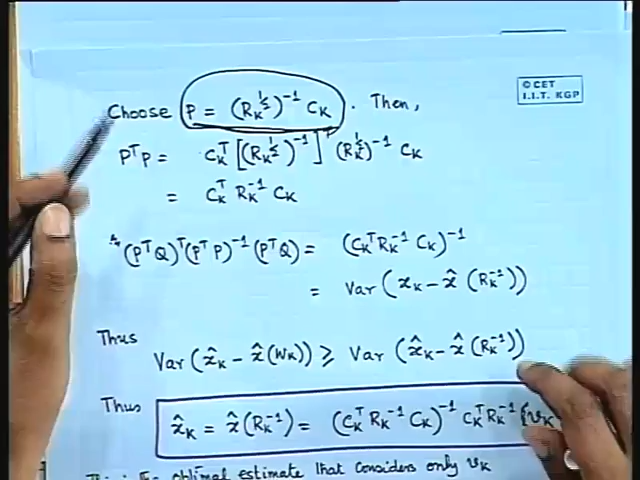 © CET
I.I.T. KGP
Choose P = (R_K^{1/2})^{-1} C_K . Then,
P^T P = C_K^T [(R_K^{1/2})^{-1}]^T (R_K^{1/2})^{-1} C_K
= C_K^T R_K^{-1} C_K
(P^T Q)^T (P^T P)^{-1} (P^T Q) = (C_K^T R_K^{-1} C_K)^{-1}
= Var (x_K - x̂ (R_K^{-1}))
Thus
Var (x̂_K - x̂ (W_K)) ≥ Var (x̂_K - x̂ (R_K^{-1}))
Thus x̂_K = x̂ (R_K^{-1}) = (C_K^T R_K^{-1} C_K)^{-1} C_K^T R_K^{-1} {v_K
optimal estimate that considers only v_K